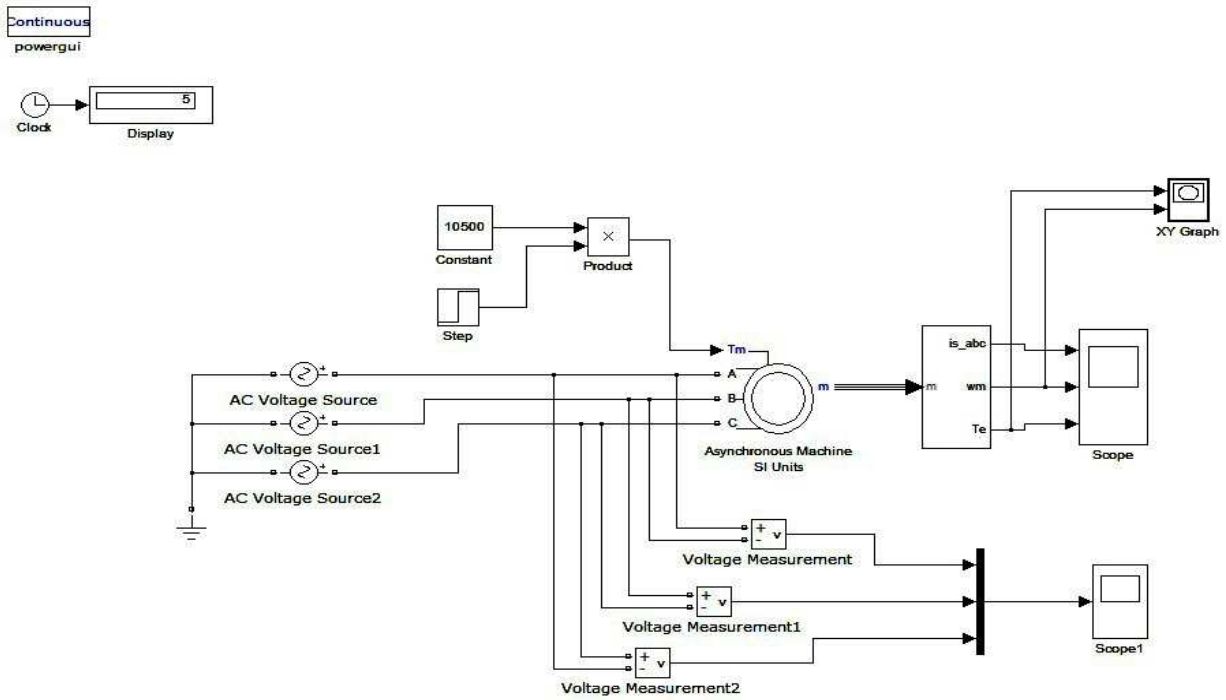 Continuous
powergui
5
Clock
Display
10500
Constant
×
Product
XY Graph
Step
Tm
is_abc
A
m
m
wm
AC Voltage Source
B
C
Te
AC Voltage Source1
Asynchronous Machine
SI Units
Scope
AC Voltage Source2
+
-
v
Voltage Measurement
+
-
v
Voltage Measurement1
Scope1
+
-
v
Voltage Measurement2